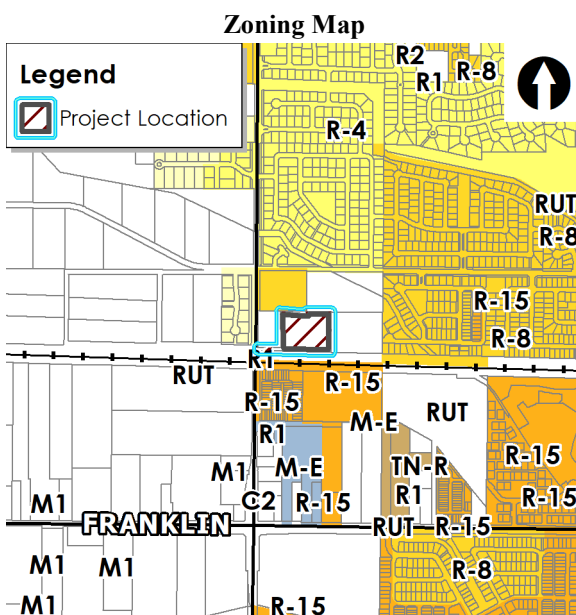 Zoning Map
Legend
Project Location
R2
R1
R-8
R-4
RUT
R-8
R-15
R-8
R1
RUT
R-15
R-15
RUT
M-E
R1
R-15
M1
M-E
TN-R
R1
R-15
C2
R-15
M1
FRANKLIN
RUT
R-15
M1
M1
R-8
M1
R-15